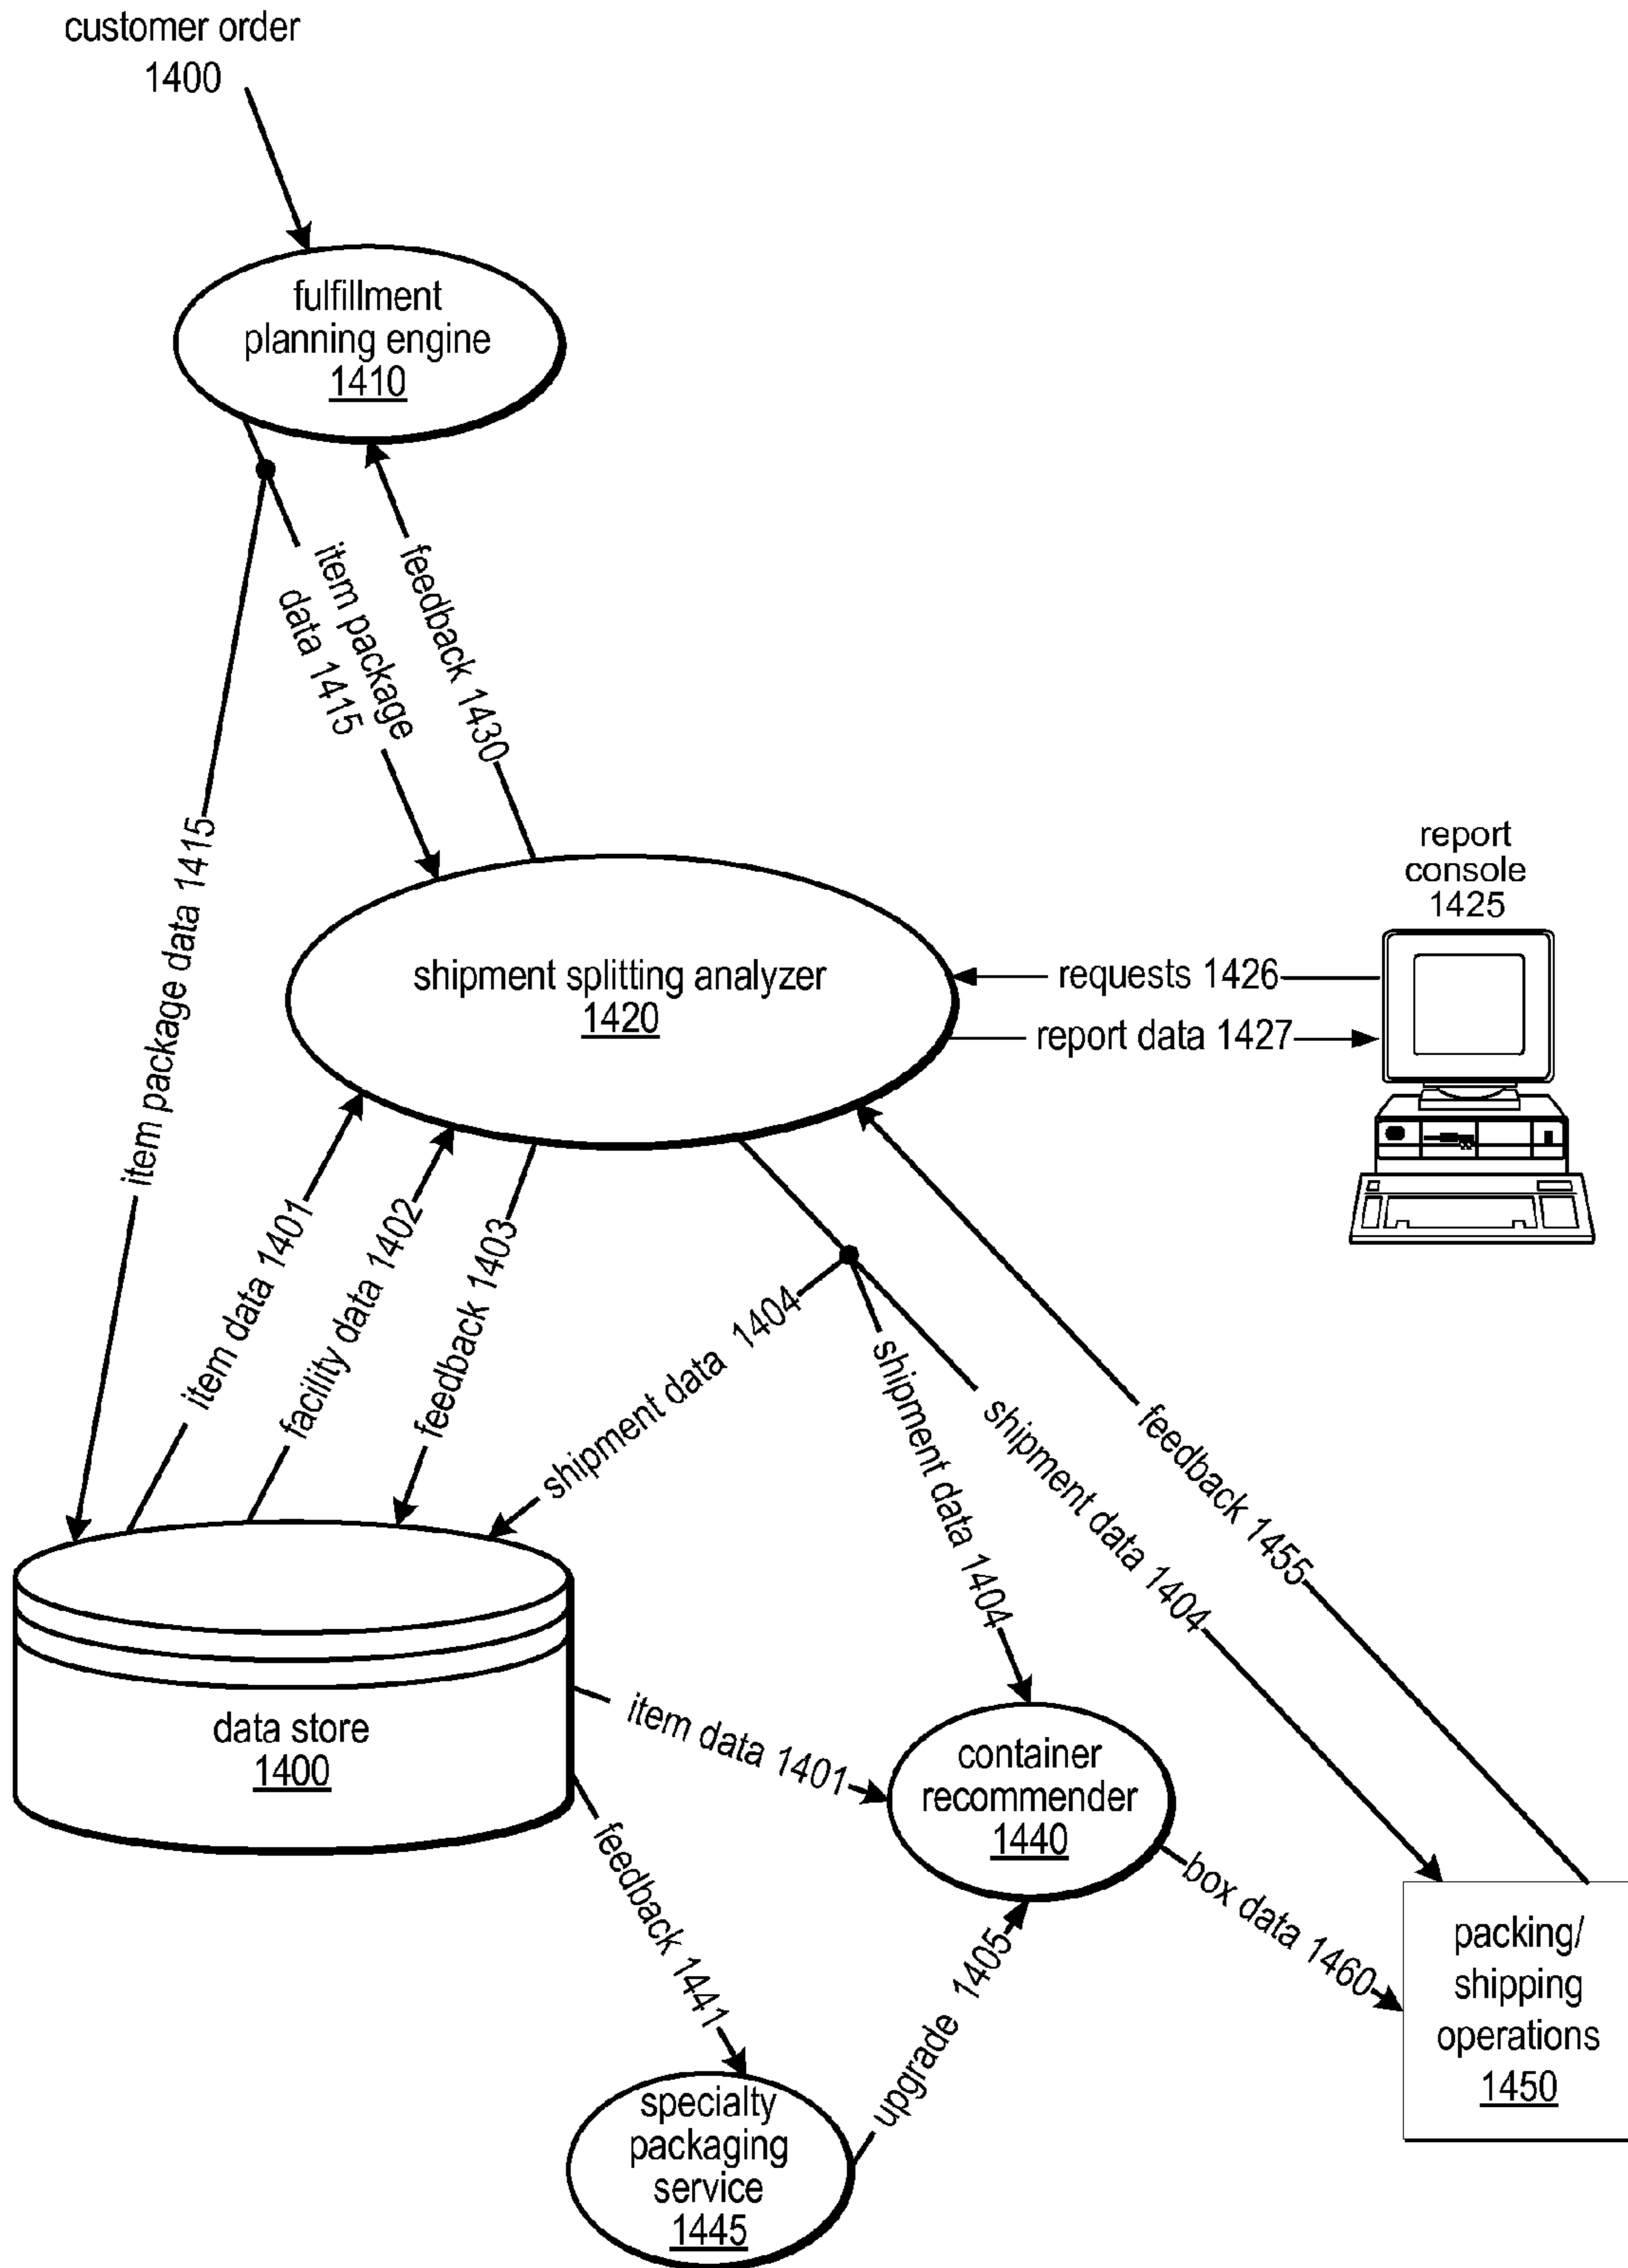 customer order
1400
fulfillment
planning engine
1410
item package
data 1415
feedback 1430
item package data 1415
report
console
1425
shipment splitting analyzer
1420
requests 1426
report data 1427
item data 1401
facility data 1402
feedback 1403
shipment data 1404
shipment data 1404
shipment data 1404
feedback 1455
data store
1400
item data 1401
container
recommender
1440
feedback 1441
box data 1460
upgrade 1405
packing/
shipping
operations
1450
specialty
packaging
service
1445